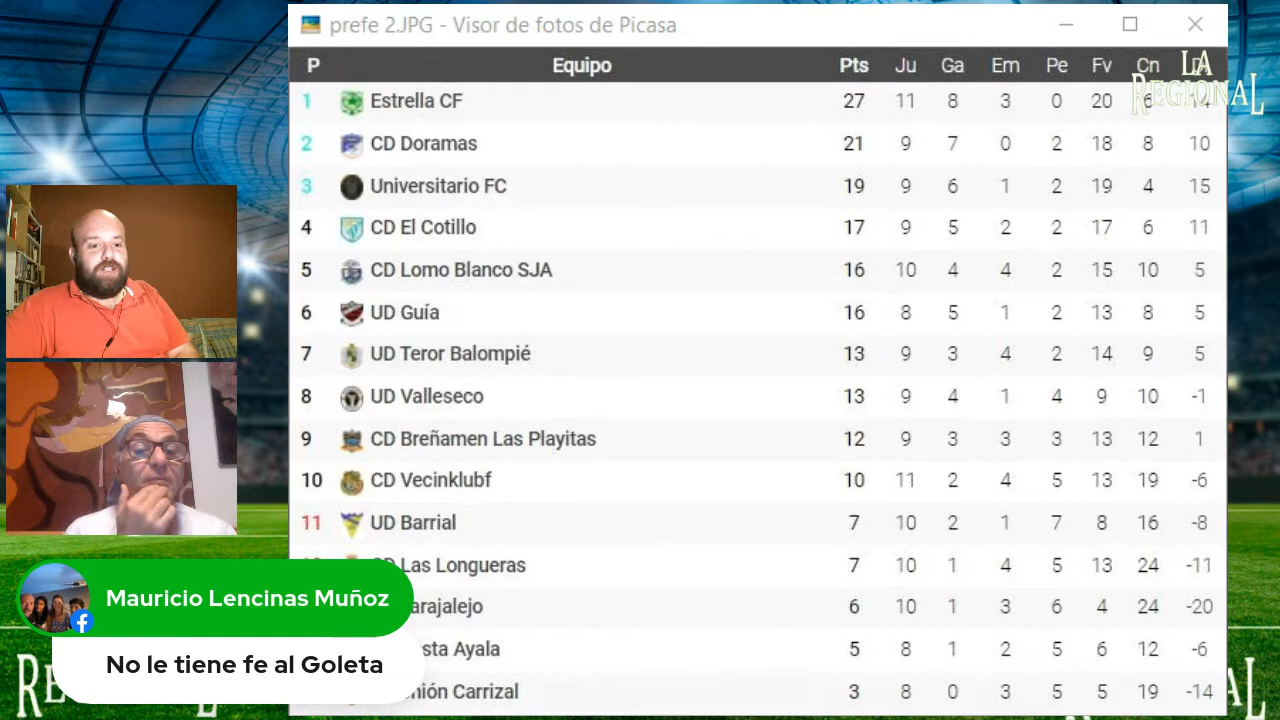 prefe 2.JPG - Visor de fotos de Picasa
P Equipo Pts Ju Ga Em Pe Fv Cn
LA REGIONAL
1 Estrella CF 27 11 8 3 0 20 6 14
2 CD Doramas 21 9 7 0 2 18 8 10
3 Universitario FC 19 9 6 1 2 19 4 15
4 CD El Cotillo 17 9 5 2 2 17 6 11
5 CD Lomo Blanco SJA 16 10 4 4 2 15 10 5
6 UD Guía 16 8 5 1 2 13 8 5
7 UD Teror Balompié 13 9 3 4 2 14 9 5
8 UD Valleseco 13 9 4 1 4 9 10 -1
9 CD Breñamen Las Playitas 12 9 3 3 3 13 12 1
10 CD Vecinklubf 10 11 2 4 5 13 19 -6
11 UD Barrial 7 10 2 1 7 8 16 -8
Las Longueras 7 10 1 4 5 13 24 -11
arajalejo 6 10 1 3 6 4 24 -20
sta Ayala 5 8 1 2 5 6 12 -6
nión Carrizal 3 8 0 3 5 5 19 -14
Mauricio Lencinas Muñoz
No le tiene fe al Goleta